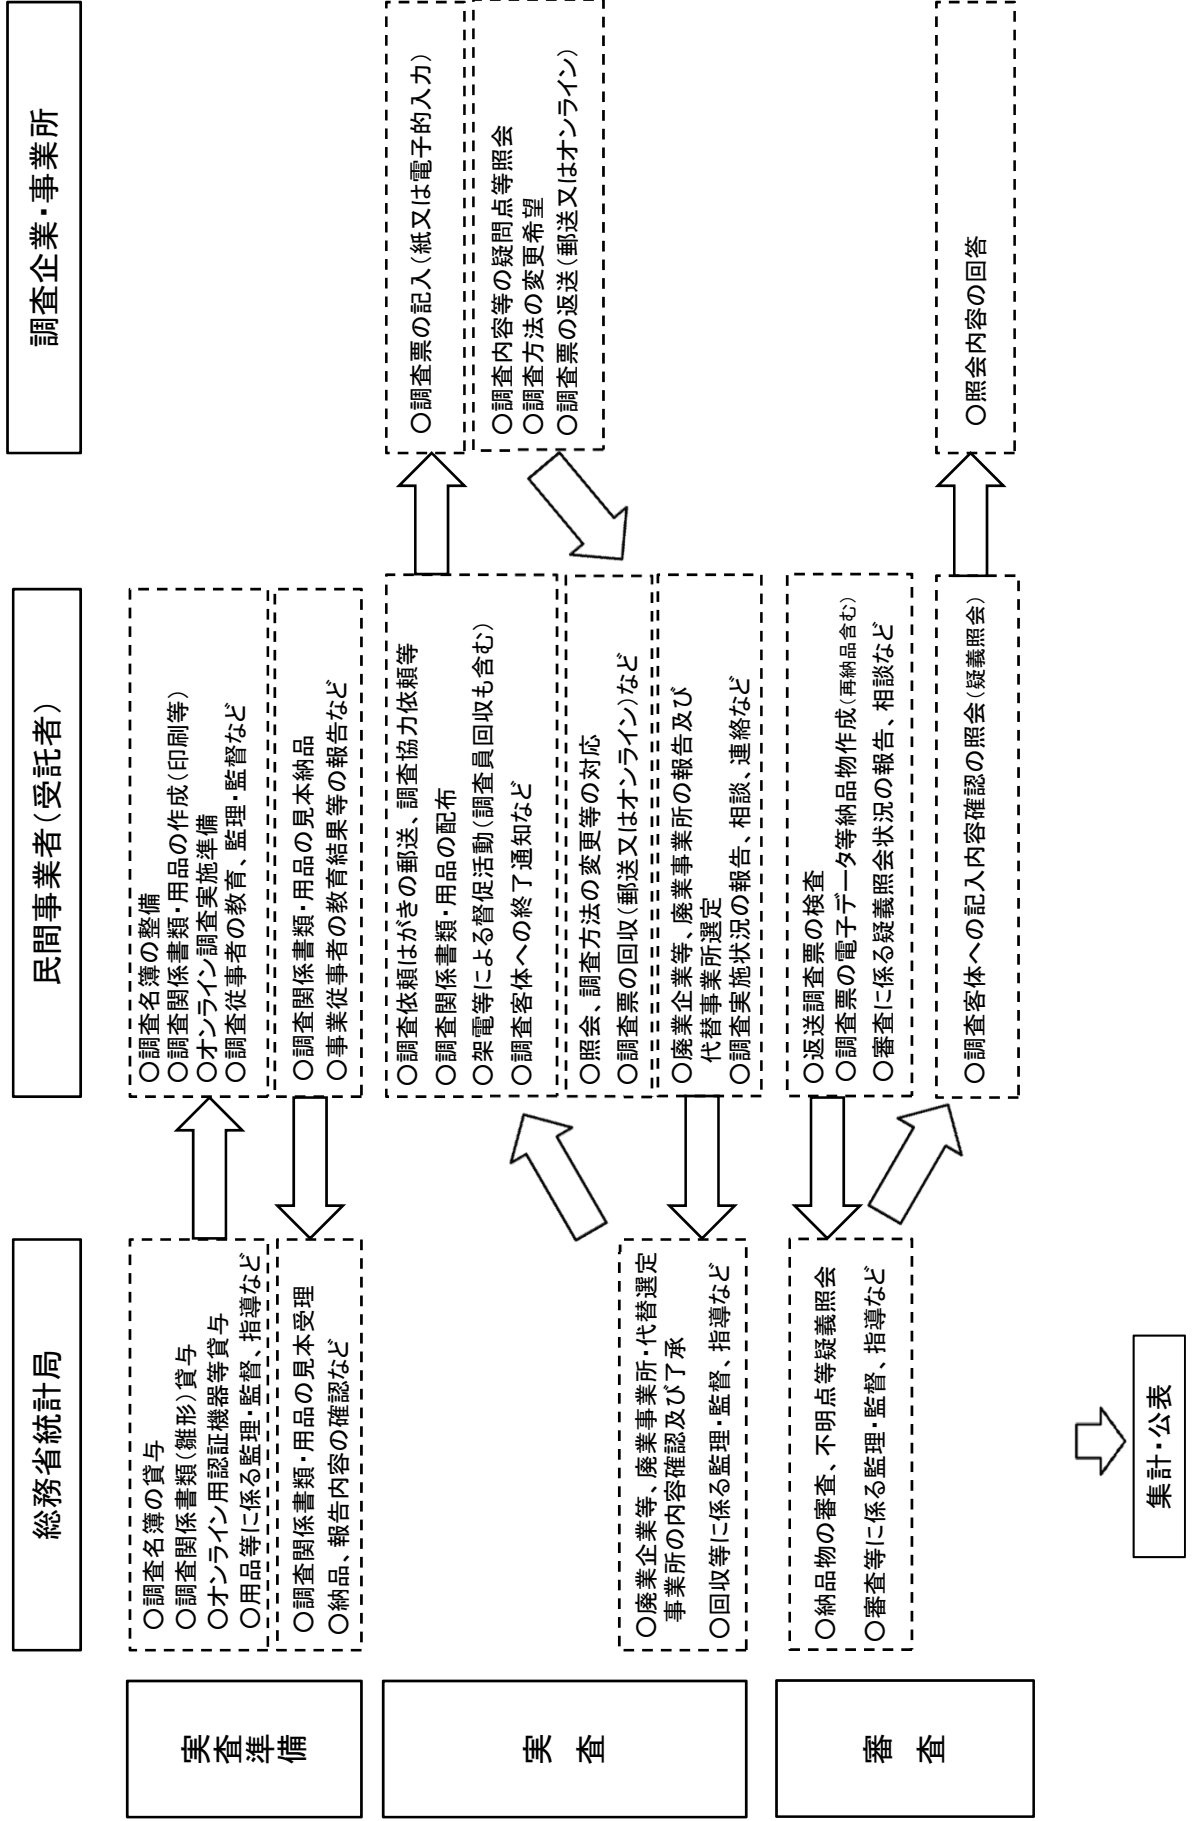 総務省統計局
民間事業者（受託者）
調査企業・事業所
実査準備
○調査名簿の貸与
○調査関係書類（雛形）貸与
○オンライン用認証機器等貸与
○用品等に係る監理・監督、指導など
○調査名簿の整備
○調査関係書類・用品の作成（印刷等）
○オンライン調査実施準備
○調査従事者の教育、監理・監督など
○調査関係書類・用品の見本受理
○納品、報告内容の確認など
○調査関係書類・用品の見本納品
○事業従事者の教育結果等の報告など
実査
○調査依頼はがきの郵送、調査協力依頼等
○調査関係書類・用品の配布
○架電等による督促活動（調査員回収も含む）
○調査客体への終了通知など
○調査票の記入（紙又は電子的入力）
○調査内容等の疑問点等照会
○調査方法の変更希望
○調査票の返送（郵送又はオンライン）
○照会、調査方法の変更等の対応
○調査票の回収（郵送又はオンライン）など
○廃業企業等、廃業事業所・代替選定
事業所の内容確認及び了承
○回収等に係る監理・監督、指導など
○廃業企業等、廃業事業所の報告及び
代替事業所選定
○調査実施状況の報告、相談、連絡など
審査
○納品物の審査、不明点等疑義照会
○審査等に係る監理・監督、指導など
○返送調査票の検査
○調査票の電子データ等納品物作成（再納品含む）
○審査に係る疑義照会状況の報告、相談など
○調査客体への記入内容確認の照会（疑義照会）
○照会内容の回答
集計・公表